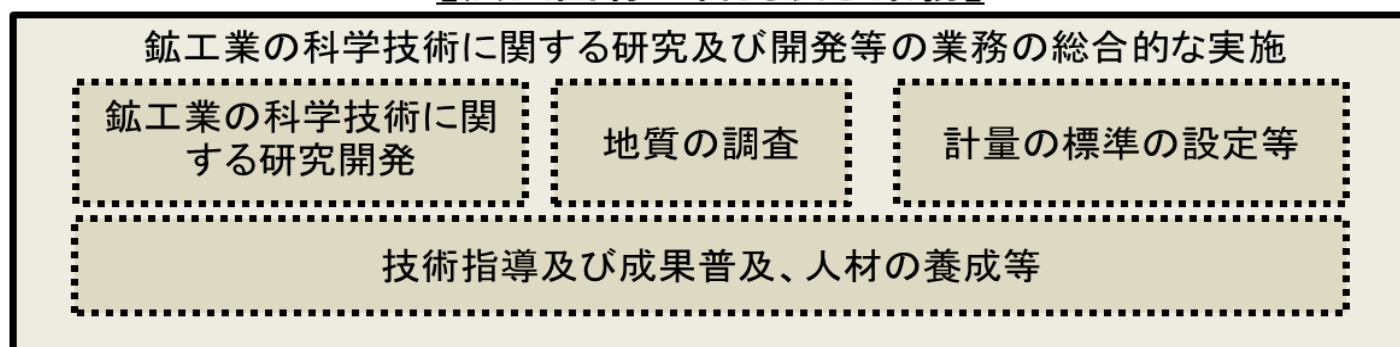 鉱工業の科学技術に関する研究及び開発等の業務の総合的な実施
鉱工業の科学技術に関
する研究開発
地質の調査
計量の標準の設定等
技術指導及び成果普及、人材の養成等